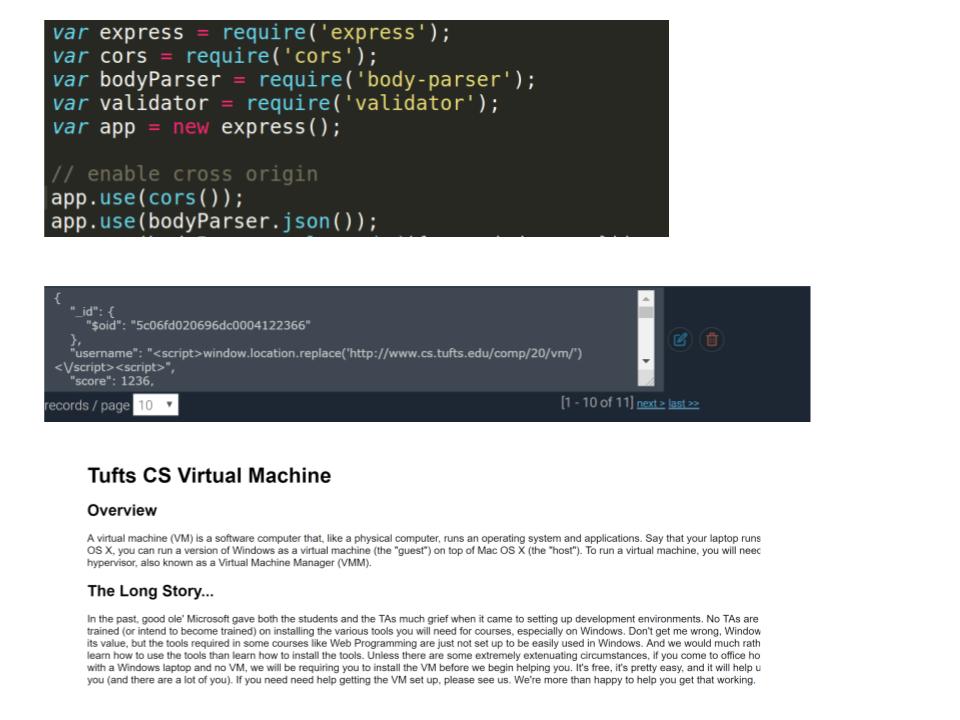 var express = require('express');
var cors = require('cors');
var bodyParser = require('body-parser');
var validator = require('validator');
var app = new express();
// enable cross origin
app.use(cors());
app.use(bodyParser.json());
{
"_id": {
"$oid": "5c06fd020696dc0004122366"
},
"username": "<script>window.location.replace('http://www.cs.tufts.edu/comp/20/vm/')
<\/script><script>",
"score": 1236,
records / page 10 [1 - 10 of 11] next > last >>
Tufts CS Virtual Machine
Overview
A virtual machine (VM) is a software computer that, like a physical computer, runs an operating system and applications. Say that your laptop runs
OS X, you can run a version of Windows as a virtual machine (the "guest") on top of Mac OS X (the "host"). To run a virtual machine, you will need
hypervisor, also known as a Virtual Machine Manager (VMM).
The Long Story...
In the past, good ole' Microsoft gave both the students and the TAs much grief when it came to setting up development environments. No TAs are
trained (or intend to become trained) on installing the various tools you will need for courses, especially on Windows. Don't get me wrong, Window
its value, but the tools required in some courses like Web Programming are just not set up to be easily used in Windows. And we would much rath
learn how to use the tools than learn how to install the tools. Unless there are some extremely extenuating circumstances, if you come to office ho
with a Windows laptop and no VM, we will be requiring you to install the VM before we begin helping you. It's free, it's pretty easy, and it will help u
you (and there are a lot of you). If you need need help getting the VM set up, please see us. We're more than happy to help you get that working.